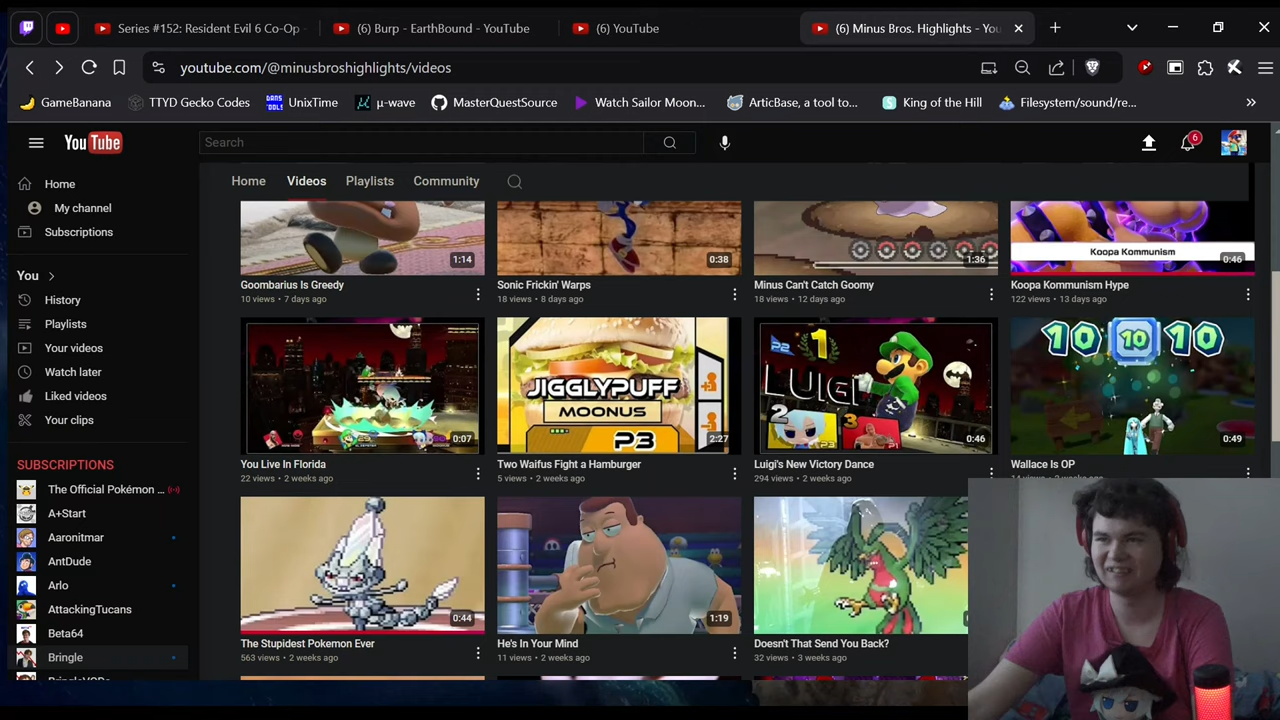 Series #152: Resident Evil 6 Co-Op
(6) Burp - EarthBound - YouTube
(6) YouTube
(6) Minus Bros. Highlights - You
youtube.com/@minusbroshighlights/videos
GameBanana
TTYD Gecko Codes
DANS TOOLS
UnixTime
μ-wave
MasterQuestSource
Watch Sailor Moon...
ArticBase, a tool to...
King of the Hill
Filesystem/sound/re...
YouTube
Search
6
Home
Videos
Playlists
Community
Home
My channel
Subscriptions
You
History
Playlists
Your videos
Watch later
Liked videos
Your clips
SUBSCRIPTIONS
The Official Pokémon ...
A+Start
Aaronitmar
AntDude
Arlo
AttackingTucans
Beta64
Bringle
1:14
0:38
1:36
Koopa Kommunism
0:46
Goombarius Is Greedy
10 views • 7 days ago
Sonic Frickin' Warps
18 views • 8 days ago
Minus Can't Catch Goomy
18 views • 12 days ago
Koopa Kommunism Hype
122 views • 13 days ago
0:07
JIGGLYPUFF
MOONUS
P3
2:27
P2
1
LUIGI
2
3
P3
P1
0:46
10
10
10
0:49
You Live In Florida
22 views • 2 weeks ago
Two Waifus Fight a Hamburger
5 views • 2 weeks ago
Luigi's New Victory Dance
294 views • 2 weeks ago
Wallace Is OP
0:44
1:19
The Stupidest Pokemon Ever
563 views • 2 weeks ago
He's In Your Mind
11 views • 2 weeks ago
Doesn't That Send You Back?
32 views • 3 weeks ago